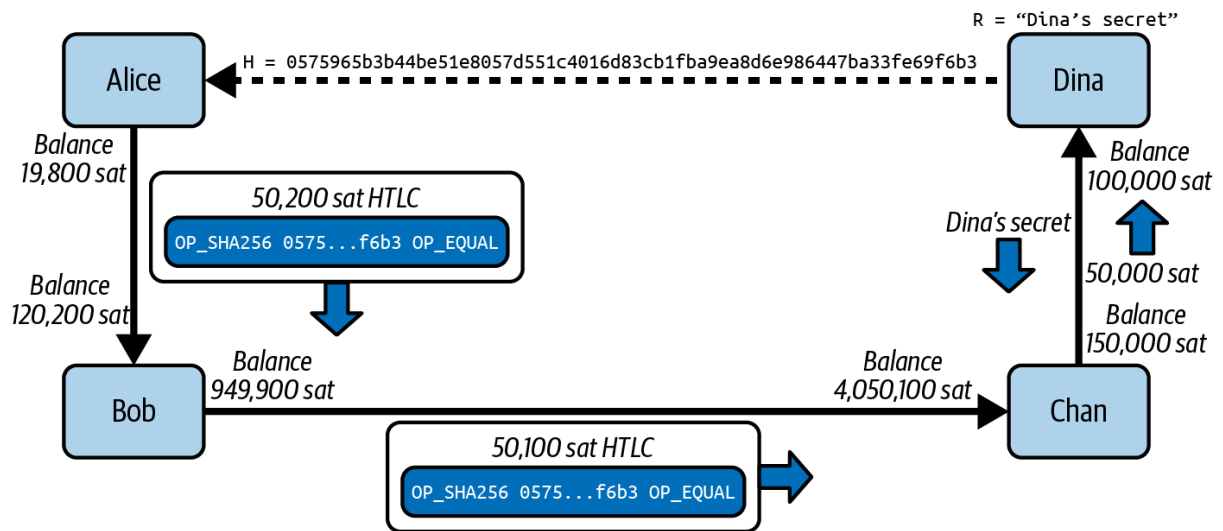 R = “Dina’s secret”
H = 0575965b3b44be51e8057d551c4016d83cb1fba9ea8d6e986447ba33fe69f6b3
Alice
Dina
Balance
19,800 sat
50,200 sat HTLC
OP_SHA256 0575...f6b3 OP_EQUAL
Balance
120,200 sat
Balance
100,000 sat
Dina’s secret
50,000 sat
Balance
150,000 sat
Bob
Balance
949,900 sat
Balance
4,050,100 sat
Chan
50,100 sat HTLC
OP_SHA256 0575...f6b3 OP_EQUAL